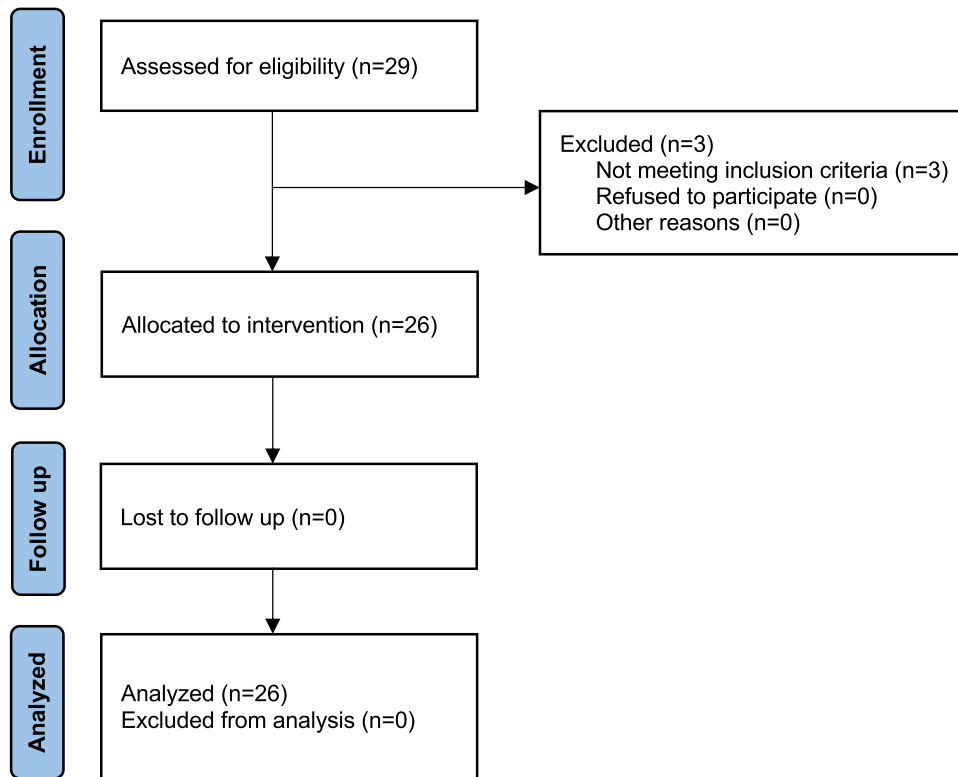 Enrollment
Assessed for eligibility (n=29)
Excluded (n=3)
Not meeting inclusion criteria (n=3)
Refused to participate (n=0)
Other reasons (n=0)
Allocation
Allocated to intervention (n=26)
Follow up
Lost to follow up (n=0)
Analyzed
Analyzed (n=26)
Excluded from analysis (n=0)